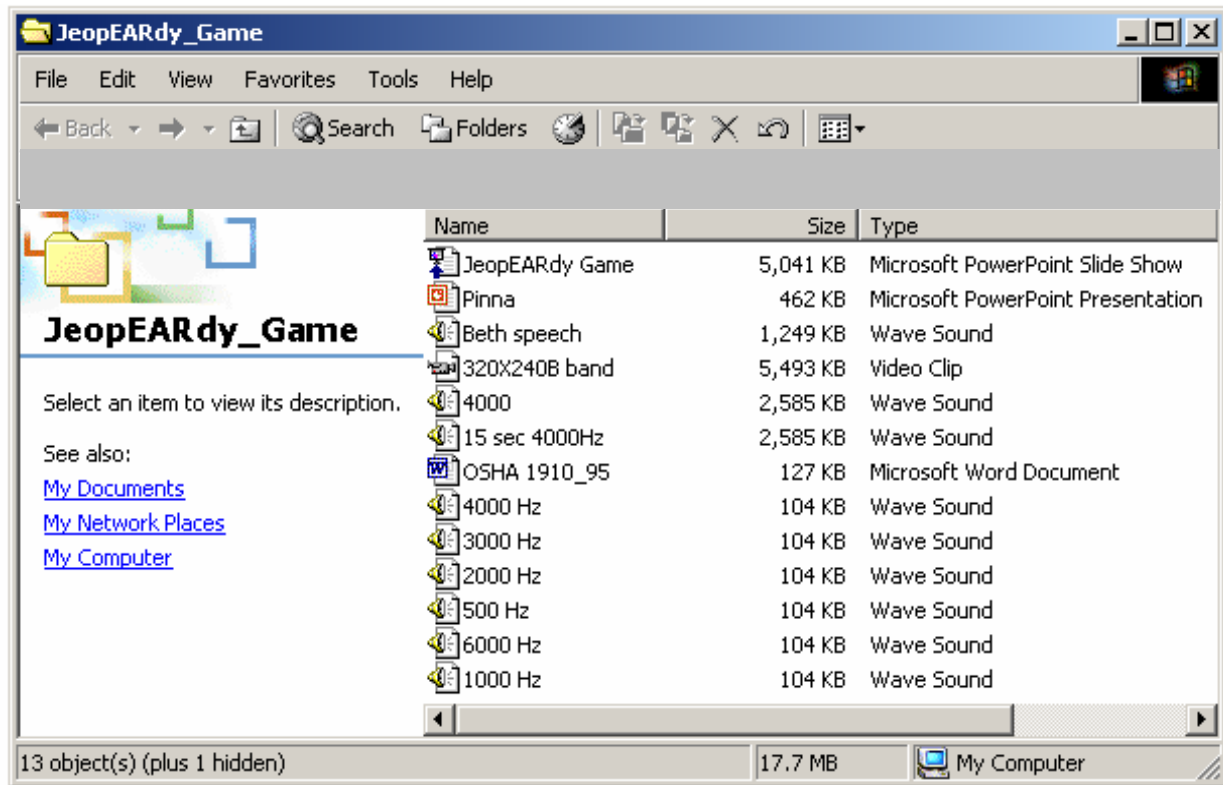 JeopEARdy_Game
File Edit View Favorites Tools Help
Back Search Folders
Name Size Type
JeopEARdy Game 5,041 KB Microsoft PowerPoint Slide Show
Pinna 462 KB Microsoft PowerPoint Presentation
Beth speech 1,249 KB Wave Sound
320X240B band 5,493 KB Video Clip
4000 2,585 KB Wave Sound
15 sec 4000Hz 2,585 KB Wave Sound
OSHA 1910_95 127 KB Microsoft Word Document
4000 Hz 104 KB Wave Sound
3000 Hz 104 KB Wave Sound
2000 Hz 104 KB Wave Sound
500 Hz 104 KB Wave Sound
6000 Hz 104 KB Wave Sound
1000 Hz 104 KB Wave Sound
JeopEARdy_Game
Select an item to view its description.
See also:
My Documents
My Network Places
My Computer
13 object(s) (plus 1 hidden) 17.7 MB My Computer